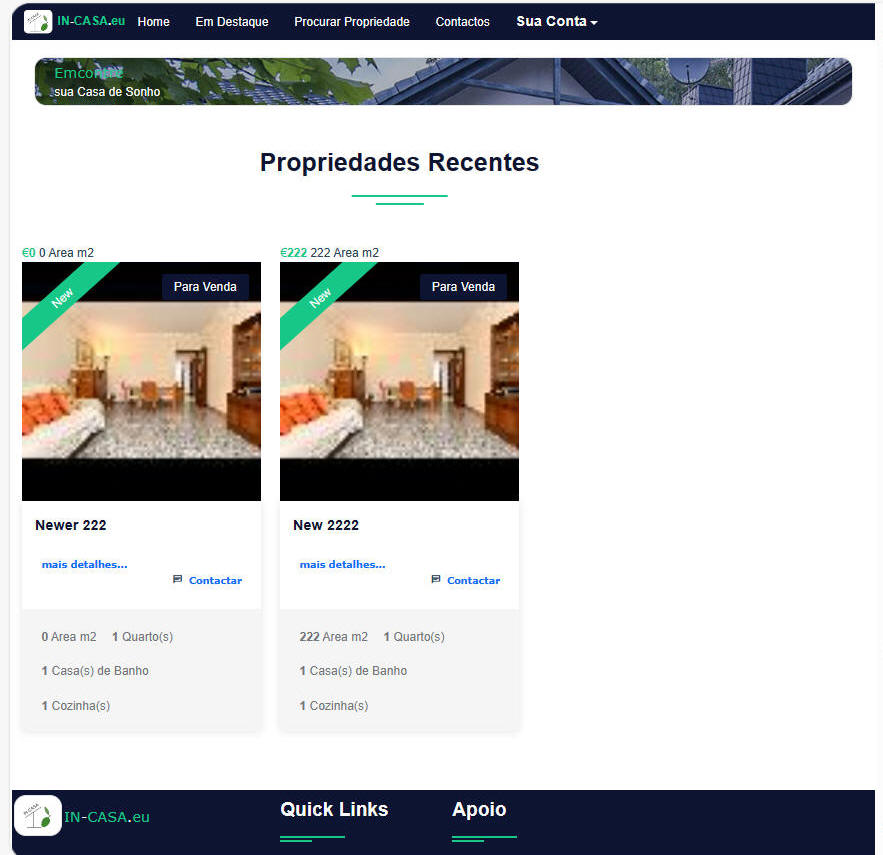 IN-CASA.eu Home Em Destaque Procurar Propriedade Contactos Sua Conta
sua Casa de Sonho
Propriedades Recentes
€0 0 Area m2
€222 222 Area m2
New
Para Venda
New
Para Venda
Newer 222
mais detalhes...
Contactar
0 Area m2 1 Quarto(s)
1 Casa(s) de Banho
1 Cozinha(s)
New 2222
mais detalhes...
Contactar
222 Area m2 1 Quarto(s)
1 Casa(s) de Banho
1 Cozinha(s)
IN-CASA.eu
Quick Links
Apoio